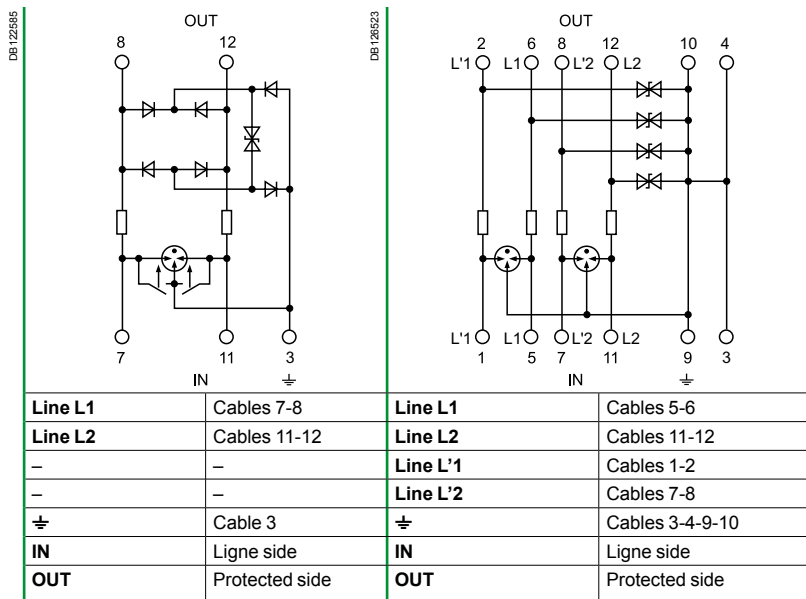 DB122585
OUT
8 12
7 11 3
IN
Line L1 Cables 7-8
Line L2 Cables 11-12
– –
– –
⏚ Cable 3
IN Ligne side
OUT Protected side
DB126523
OUT
2 6 8 12 10 4
L'1 L1 L'2 L2
L'1 L1 L'2 L2
1 5 7 11 9 3
IN
Line L1 Cables 5-6
Line L2 Cables 11-12
Line L'1 Cables 1-2
Line L'2 Cables 7-8
⏚ Cables 3-4-9-10
IN Ligne side
OUT Protected side